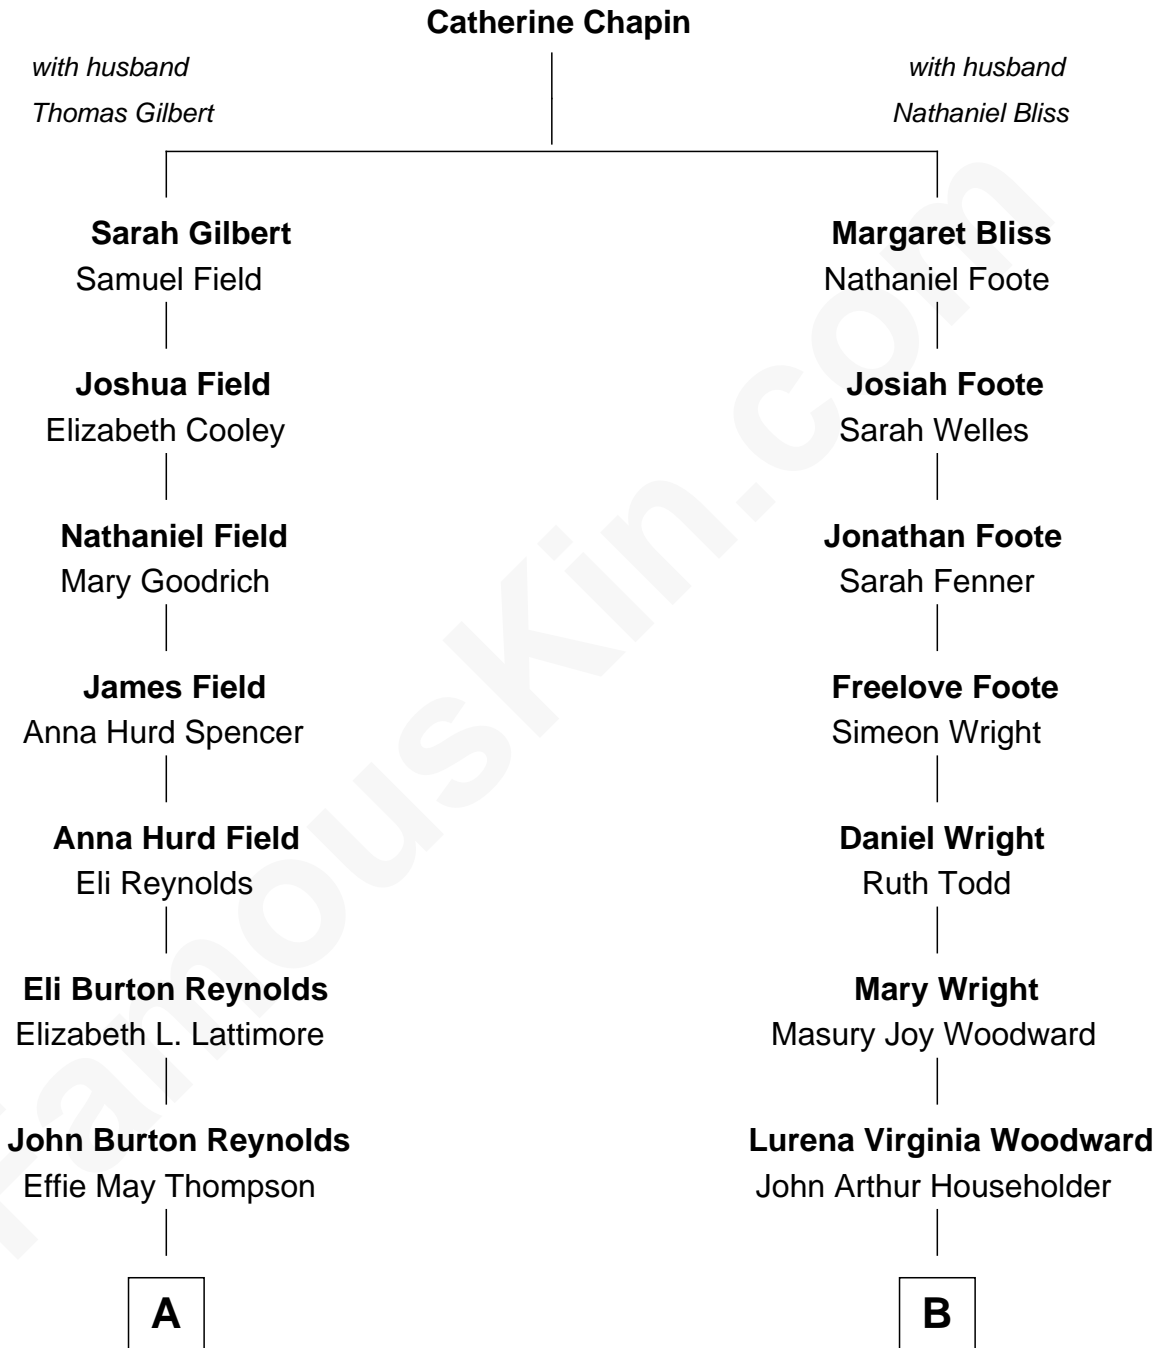 Catherine Chapin
with husband
Thomas Gilbert
with husband
Nathaniel Bliss
Sarah Gilbert
Samuel Field
Margaret Bliss
Nathaniel Foote
Joshua Field
Elizabeth Cooley
Josiah Foote
Sarah Welles
Nathaniel Field
Mary Goodrich
Jonathan Foote
Sarah Fenner
James Field
Anna Hurd Spencer
Freelove Foote
Simeon Wright
Anna Hurd Field
Eli Reynolds
Daniel Wright
Ruth Todd
Eli Burton Reynolds
Elizabeth L. Lattimore
Mary Wright
Masury Joy Woodward
John Burton Reynolds
Effie May Thompson
Lurena Virginia Woodward
John Arthur Householder
A
B
FamousKin.com